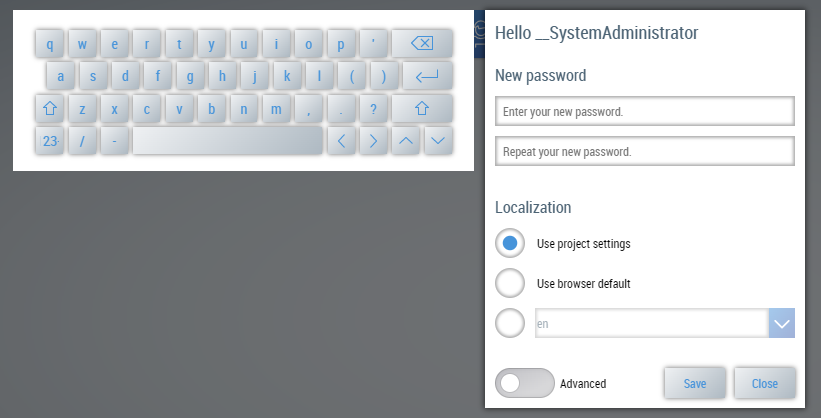 q w e r t y u i o p '
a s d f g h j k l ( )
z x c v b n m , . ?
23 / -
Hello __SystemAdministrator
New password
Enter your new password.
Repeat your new password.
Localization
Use project settings
Use browser default
en
Advanced
Save
Close